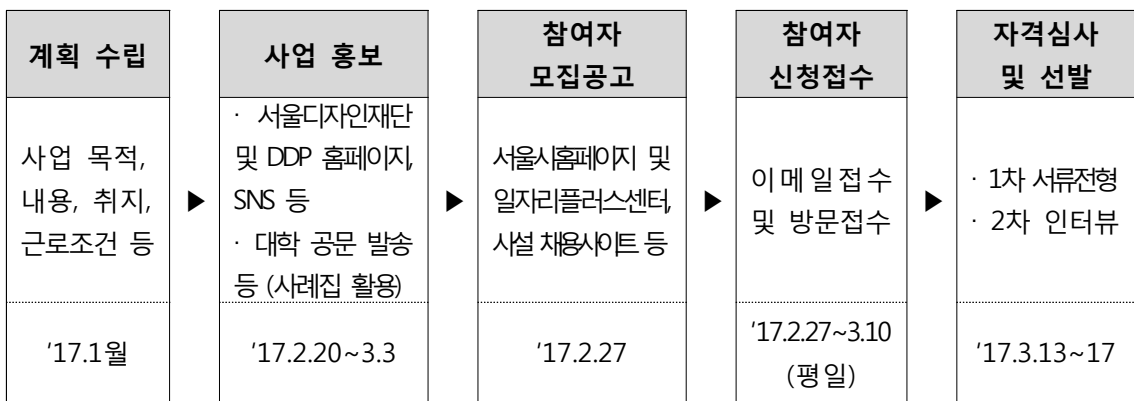 계획 수립
사업 목적,
내용, 취지,
근로조건 등
'17.1월
▶
사업 홍보
· 서울디자인재단
및 DDP 홈페이지,
SNS 등
· 대학 공문 발송
등 (사례집 활용)
'17.2.20~3.3
▶
참여자
모집공고
서울시홈페이지 및
일자리플러스센터,
사설 채용사이트 등
'17.2.27
▶
참여자
신청접수
이메일접수
및 방문접수
'17.2.27~3.10
(평일)
▶
자격심사
및 선발
· 1차 서류전형
· 2차 인터뷰
'17.3.13~17